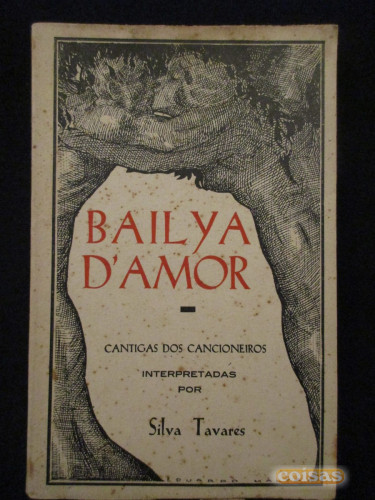 BAILYA
D'AMOR
CANTIGAS DOS CANCIONEIROS
INTERPRETADAS
POR
Silva Tavares
coisas